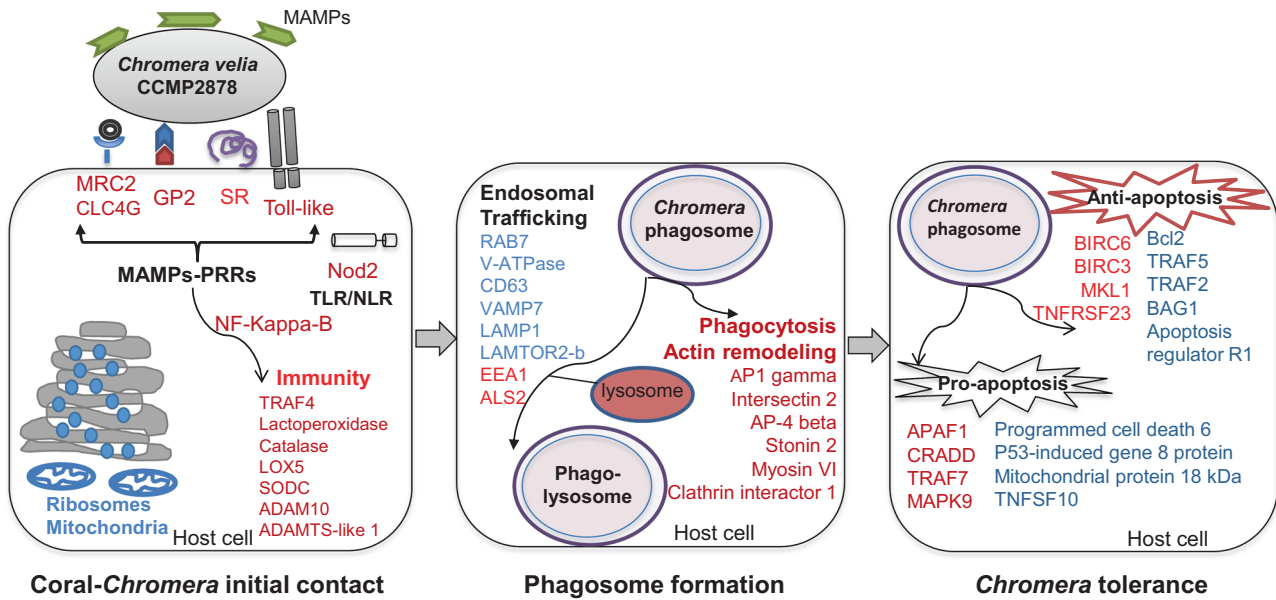 MAMPs
Chromera velia
CCMP2878
MRC2
CLC4G
GP2
SR
Toll-like
MAMPs-PRRs
Nod2
TLR/NLR
NF-Kappa-B
Immunity
TRAF4
Lactoperoxidase
Catalase
LOX5
SODC
ADAM10
ADAMTS-like 1
Ribosomes
Mitochondria
Host cell
Coral-Chromera initial contact
Endosomal
Trafficking
RAB7
V-ATPase
CD63
VAMP7
LAMP1
LAMTOR2-b
EEA1
ALS2
Chromera
phagosome
Phagocytosis
Actin remodeling
AP1 gamma
Intersectin 2
AP-4 beta
Stonin 2
Myosin VI
Clathrin interactor 1
lysosome
Phago-
lysosome
Host cell
Phagosome formation
Chromera
phagosome
Anti-apoptosis
BIRC6
BIRC3
MKL1
TNFRSF23
Bcl2
TRAF5
TRAF2
BAG1
Apoptosis
regulator R1
Pro-apoptosis
APAF1
CRADD
TRAF7
MAPK9
Programmed cell death 6
P53-induced gene 8 protein
Mitochondrial protein 18 kDa
TNFSF10
Host cell
Chromera tolerance